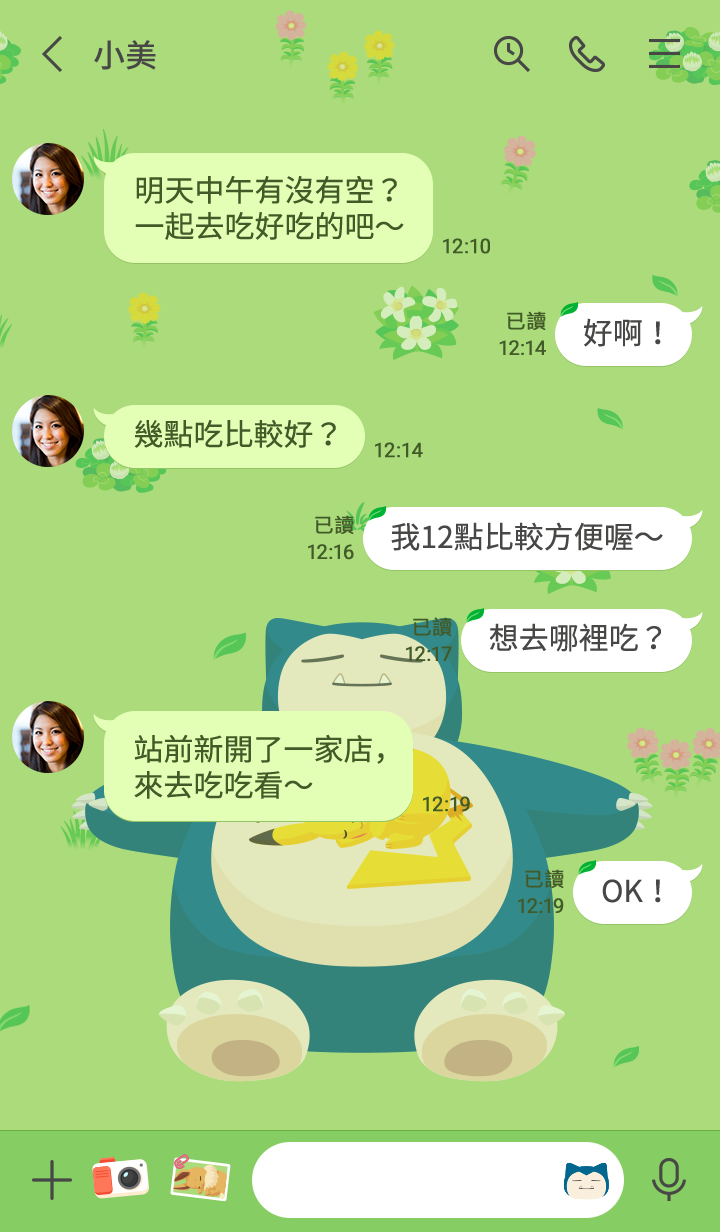 小美
明天中午有沒有空？
一起去吃好吃的吧～
12:10
已讀
12:14
好啊！
幾點吃比較好？
12:14
已讀
12:16
我12點比較方便喔～
已讀
12:17
想去哪裡吃？
站前新開了一家店，
來去吃吃看～
12:19
已讀
12:19
OK！